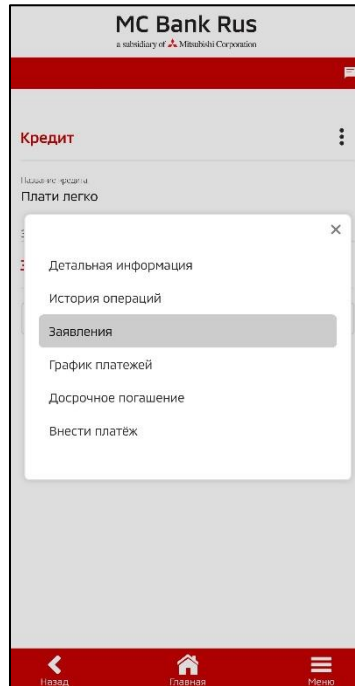 MC Bank Rus
a subsidiary of Mitsubishi Corporation
Кредит
Название кредита
Плати легко
Детальная информация
История операций
Заявления
График платежей
Досрочное погашение
Внести платёж
Назад
Главная
Меню